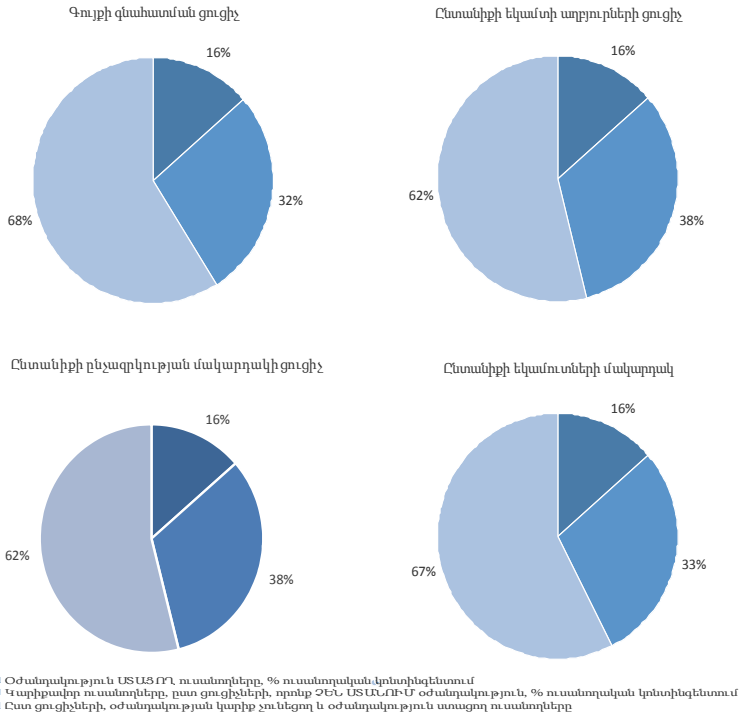 Գույքի գնահատման ցուցիչ
Ընտանիքի եկամտի աղբյուրների ցուցիչ
16%
32%
68%
16%
38%
62%
Ընտանիքի ընչազրկության մակարդակի ցուցիչ
Ընտանիքի եկամուտների մակարդակ
16%
38%
62%
16%
33%
67%
Օժանդակություն ՍՏԱՑՈՂ ուսանողները, % ուսանողական կոնտինգենտում
Կարիքավոր ուսանողները, ըստ ցուցիչների, որոնք ՉԵՆ ՍՏԱՆՈՒՄ օժանդակություն, % ուսանողական կոնտինգենտում
Ըստ ցուցիչների, օժանդակության կարիք չունեցող և օժանդակություն ստացող ուսանողները